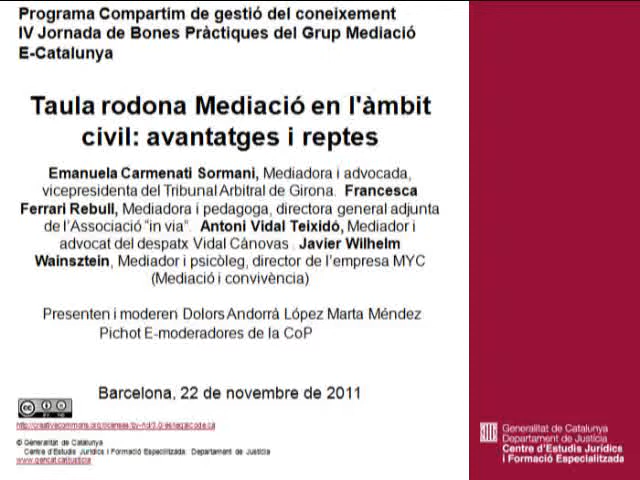 Programa Compartim de gestió del coneixement
IV Jornada de Bones Pràctiques del Grup Mediació
E-Catalunya
Taula rodona Mediació en l'àmbit
civil: avantatges i reptes
Emanuela Carmenati Sormani, Mediadora i advocada,
vicepresidenta del Tribunal Arbitral de Girona. Francesca
Ferrari Rebull, Mediadora i pedagoga, directora general adjunta
de l'Associació "in via". Antoni Vidal Teixidó, Mediador i
advocat del despatx Vidal Cànovas. Javier Wilhelm
Wainsztein, Mediador i psicòleg, director de l'empresa MYC
(Mediació i convivència)
Presenten i moderen Dolors Andorrà López Marta Méndez
Pichot E-moderadores de la CoP
Barcelona, 22 de novembre de 2011
© Generalitat de Catalunya
Centre d'Estudis Jurídics i Formació Especialitzada. Departament de Justícia
www.gencat.cat/justicia
Generalitat de Catalunya
Departament de Justícia
Centre d'Estudis Jurídics
i Formació Especialitzada